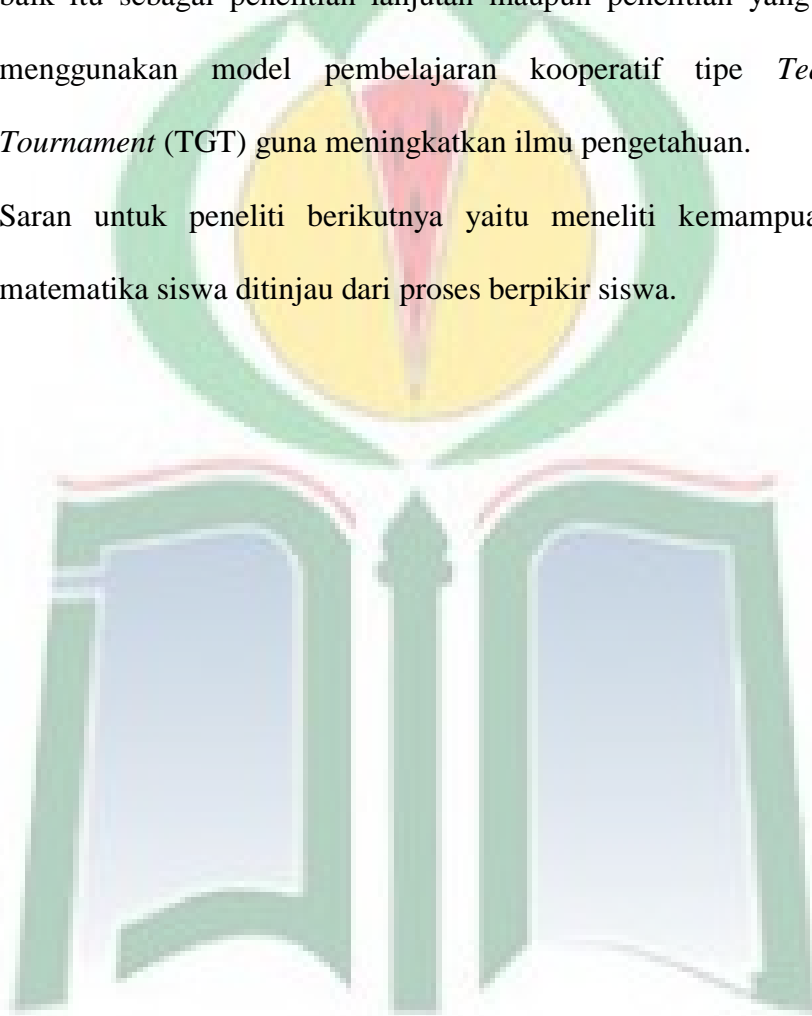 baik itu sebagai penelitian lanjutan maupun penelitian yang
menggunakan model pembelajaran kooperatif tipe
Tournament (TGT) guna meningkatkan ilmu pengetahuan.
Saran untuk peneliti berikutnya yaitu meneliti
matematika siswa ditinjau dari proses berpikir siswa.